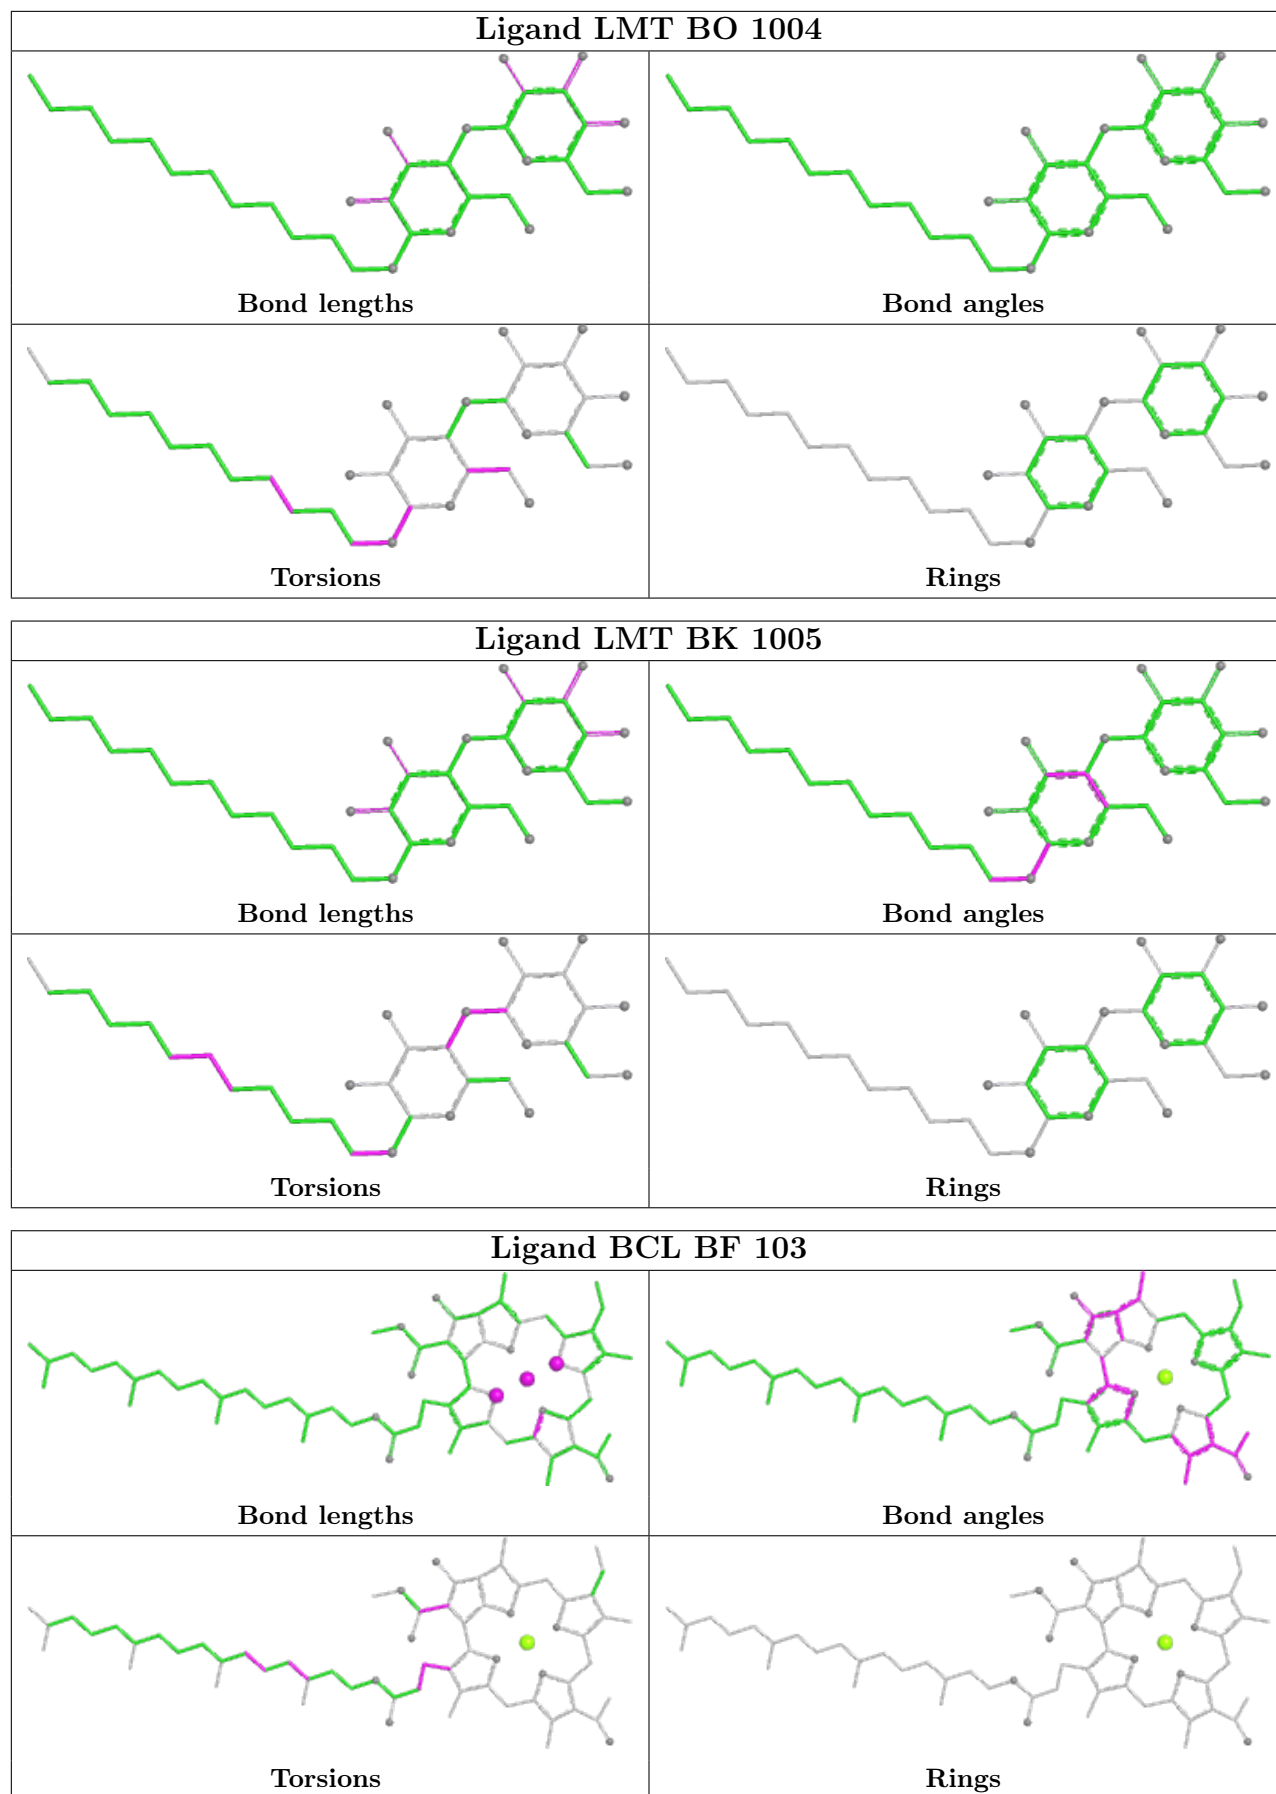 Ligand LMT BO 1004
Bond lengths
Bond angles
Torsions
Rings
Ligand LMT BK 1005
Bond lengths
Bond angles
Torsions
Rings
Ligand BCL BF 103
Bond lengths
Bond angles
Torsions
Rings